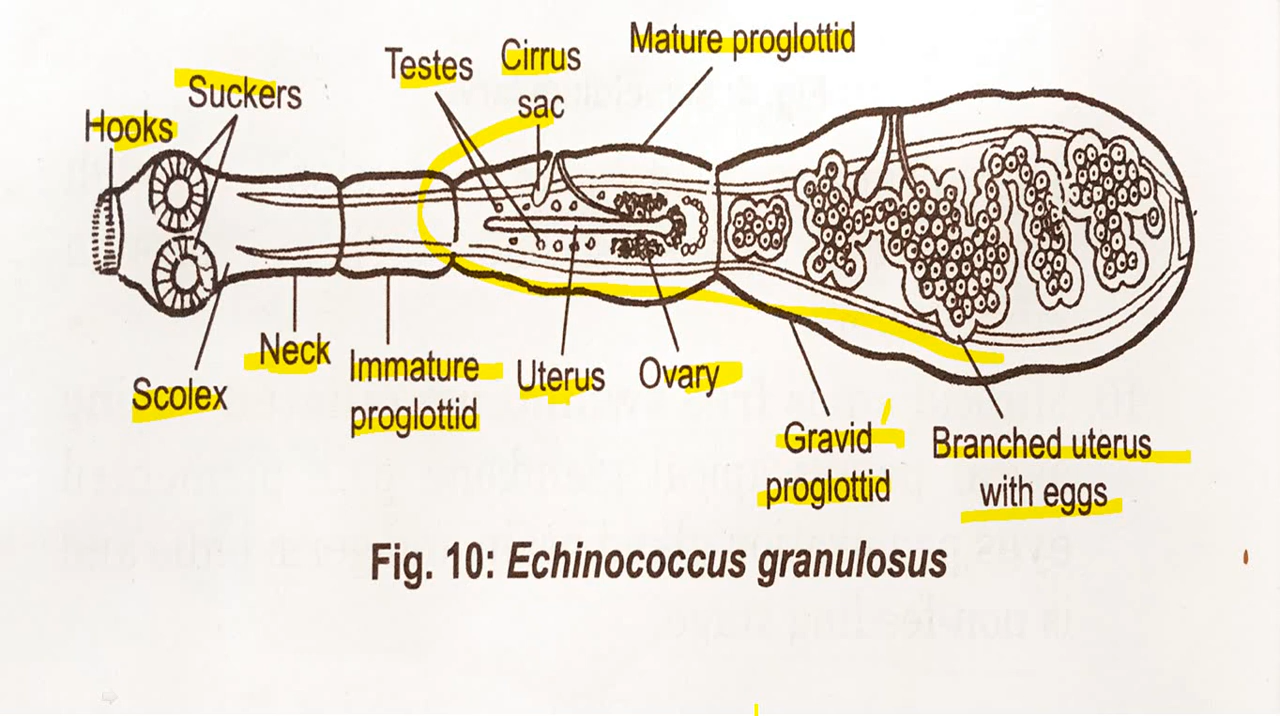 Mature proglottid
Testes
Cirrus
sac
Suckers
Hooks
Neck
Scolex
Immature
proglottid
Uterus
Ovary
Gravid
proglottid
Branched uterus
with eggs
Fig. 10: Echinococcus granulosus